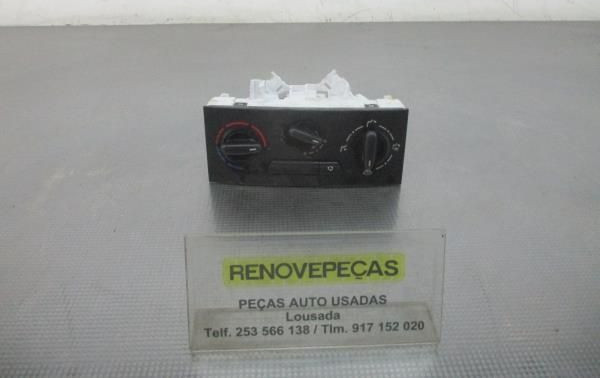 RENOVEPEÇAS
PEÇAS AUTO USADAS
Lousada
Telf. 253 566 138 / Tlm. 917 152 020